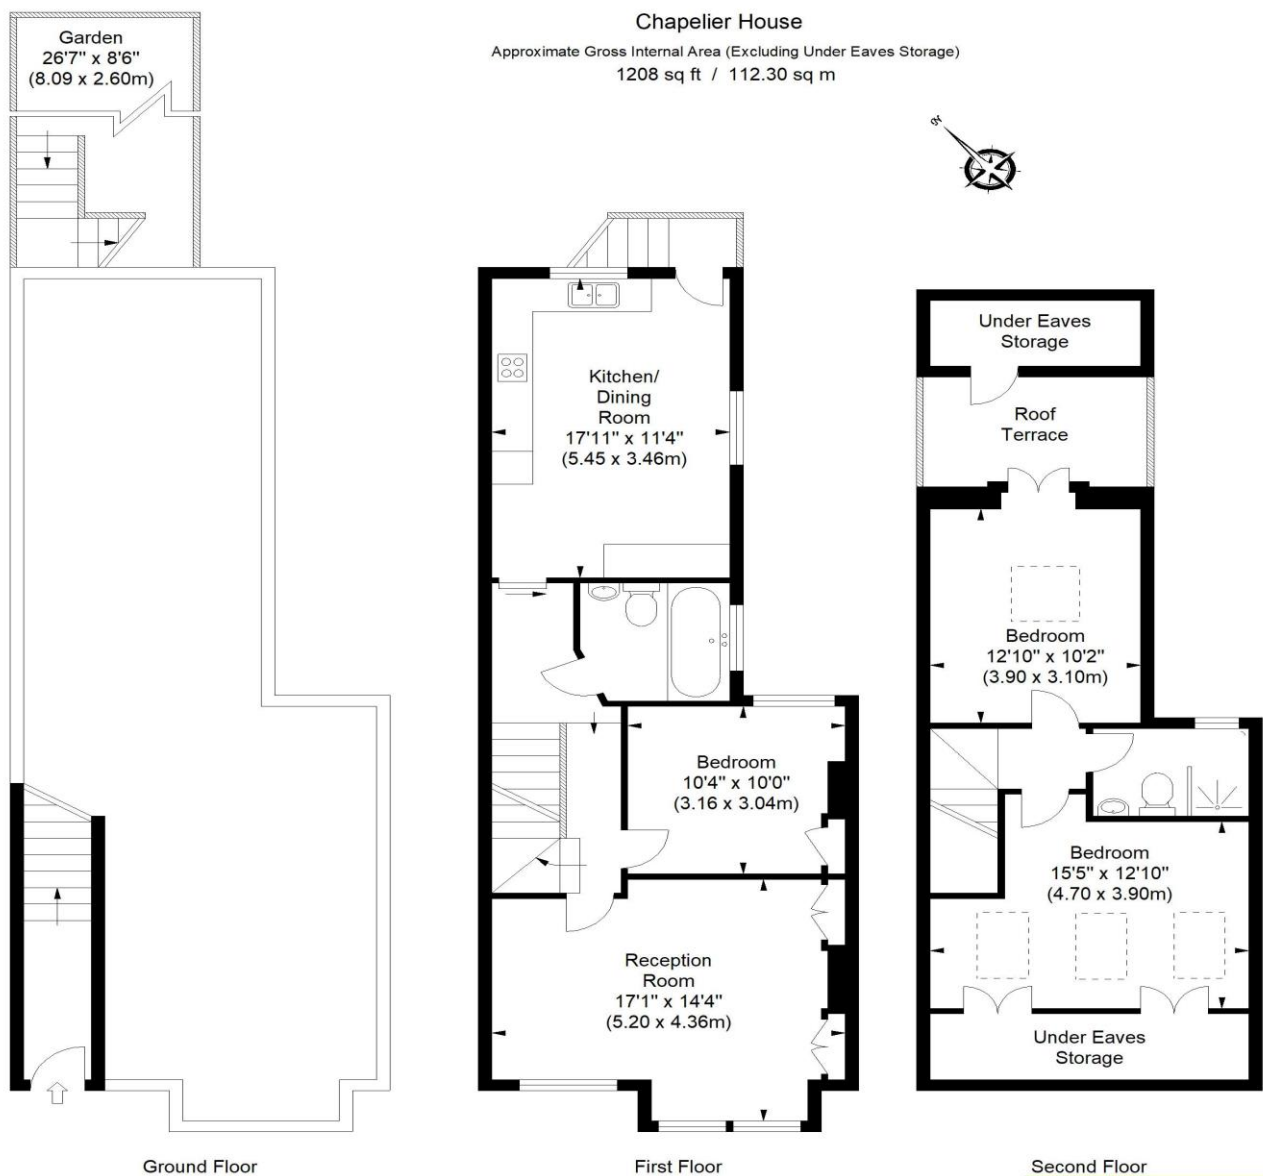 Chapelier House
Approximate Gross Internal Area (Excluding Under Eaves Storage)
1208 sq ft / 112.30 sq m
Garden
26'7" x 8'6"
(8.09 x 2.60m)
Ground Floor
Kitchen/
Dining
Room
17'11" x 11'4"
(5.45 x 3.46m)
Bedroom
10'4" x 10'0"
(3.16 x 3.04m)
Reception
Room
17'1" x 14'4"
(5.20 x 4.36m)
First Floor
Under Eaves
Storage
Roof
Terrace
Bedroom
12'10" x 10'2"
(3.90 x 3.10m)
Bedroom
15'5" x 12'10"
(4.70 x 3.90m)
Under Eaves
Storage
Second Floor